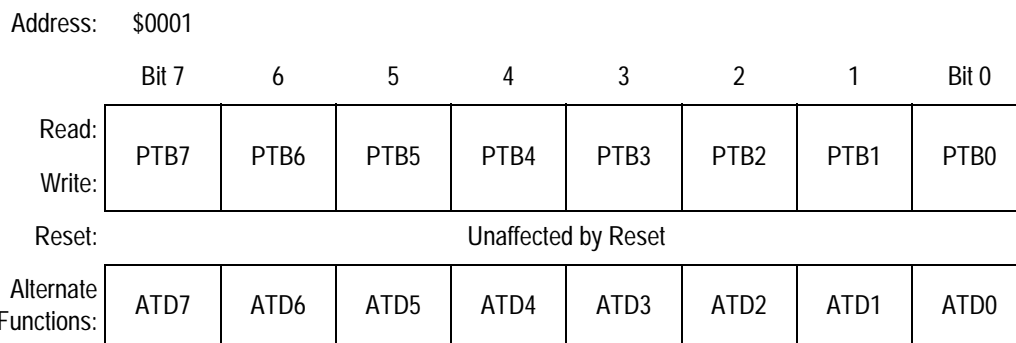 Address: $0001
Bit 7 6 5 4 3 2 1 Bit 0
Read:
PTB7 PTB6 PTB5 PTB4 PTB3 PTB2 PTB1 PTB0
Write:
Reset: Unaffected by Reset
Alternate
ATD7 ATD6 ATD5 ATD4 ATD3 ATD2 ATD1 ATD0
Functions: